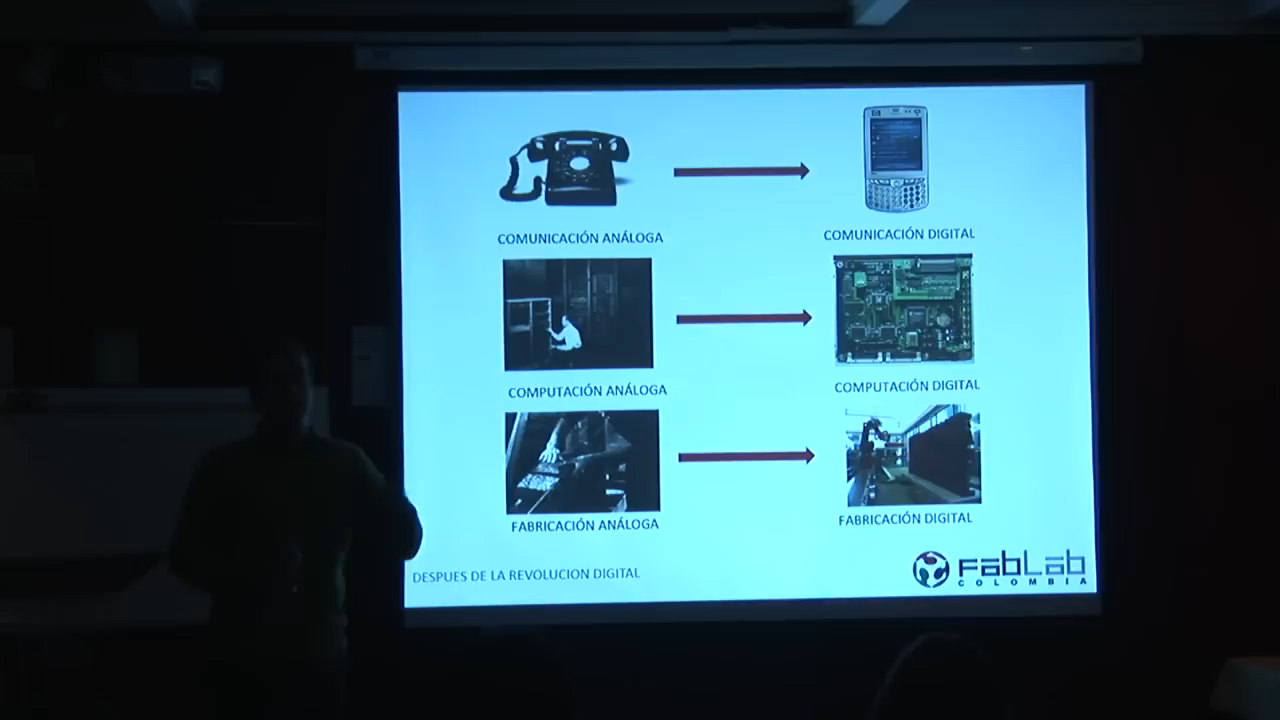 COMUNICACIÓN ANÁLOGA
COMUNICACIÓN DIGITAL
COMPUTACIÓN ANÁLOGA
COMPUTACIÓN DIGITAL
FABRICACIÓN ANÁLOGA
FABRICACIÓN DIGITAL
DESPUES DE LA REVOLUCION DIGITAL
FabLab
COLOMBIA